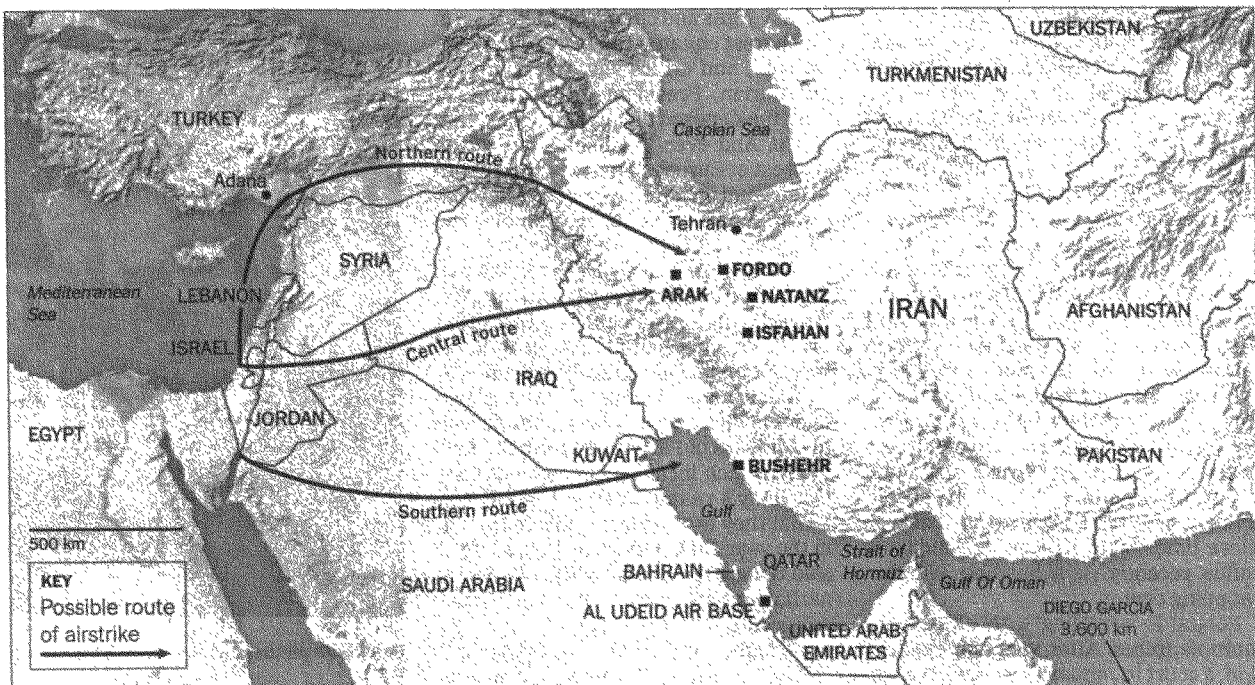 UZBEKISTAN
TURKMENISTAN
TURKEY
Caspian Sea
Northern route
Adana
Tehran
SYRIA
FORDO
Mediterranean
Sea
LEBANON
ARAK
NATANZ
IRAN
AFGHANISTAN
ISRAEL
Central route
ISFAHAN
IRAQ
JORDAN
EGYPT
KUWAIT
BUSHEHR
PAKISTAN
Southern route
Gulf
500 km
KEY
Possible route
of airstrike
SAUDI ARABIA
BAHRAIN
QATAR
Strait of
Hormuz
Gulf Of Oman
AL UDEID AIR BASE
UNITED ARAB
EMIRATES
DIEGO GARCIA
3,600 km